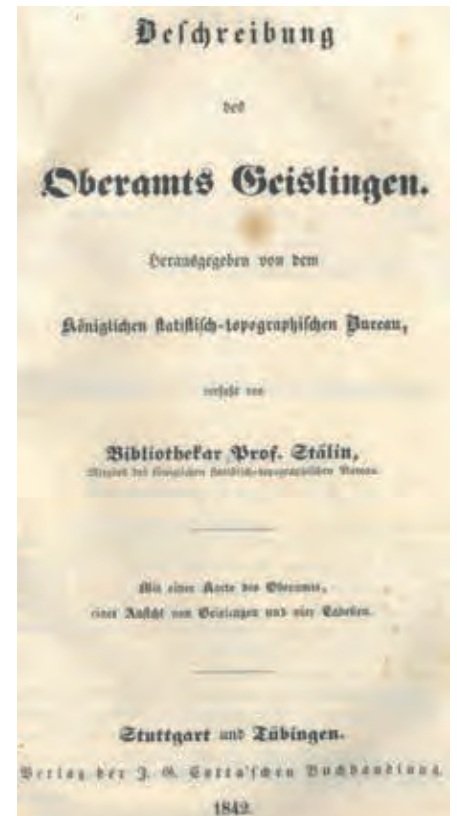 Beschreibung
des
Oberamts Geislingen.
Herausgegeben von dem
Königlichen statistisch-topographischen Bureau,
verfaßt von
Bibliothekar Prof. Stälin,
Mitglied des Königlichen statistisch-topographischen Bureau.
Mit einer Karte des Oberamts,
einer Ansicht von Geislingen und vier Tabellen.
Stuttgart und Tübingen.
Verlag der J. G. Cotta'schen Buchhandlung.
1842.